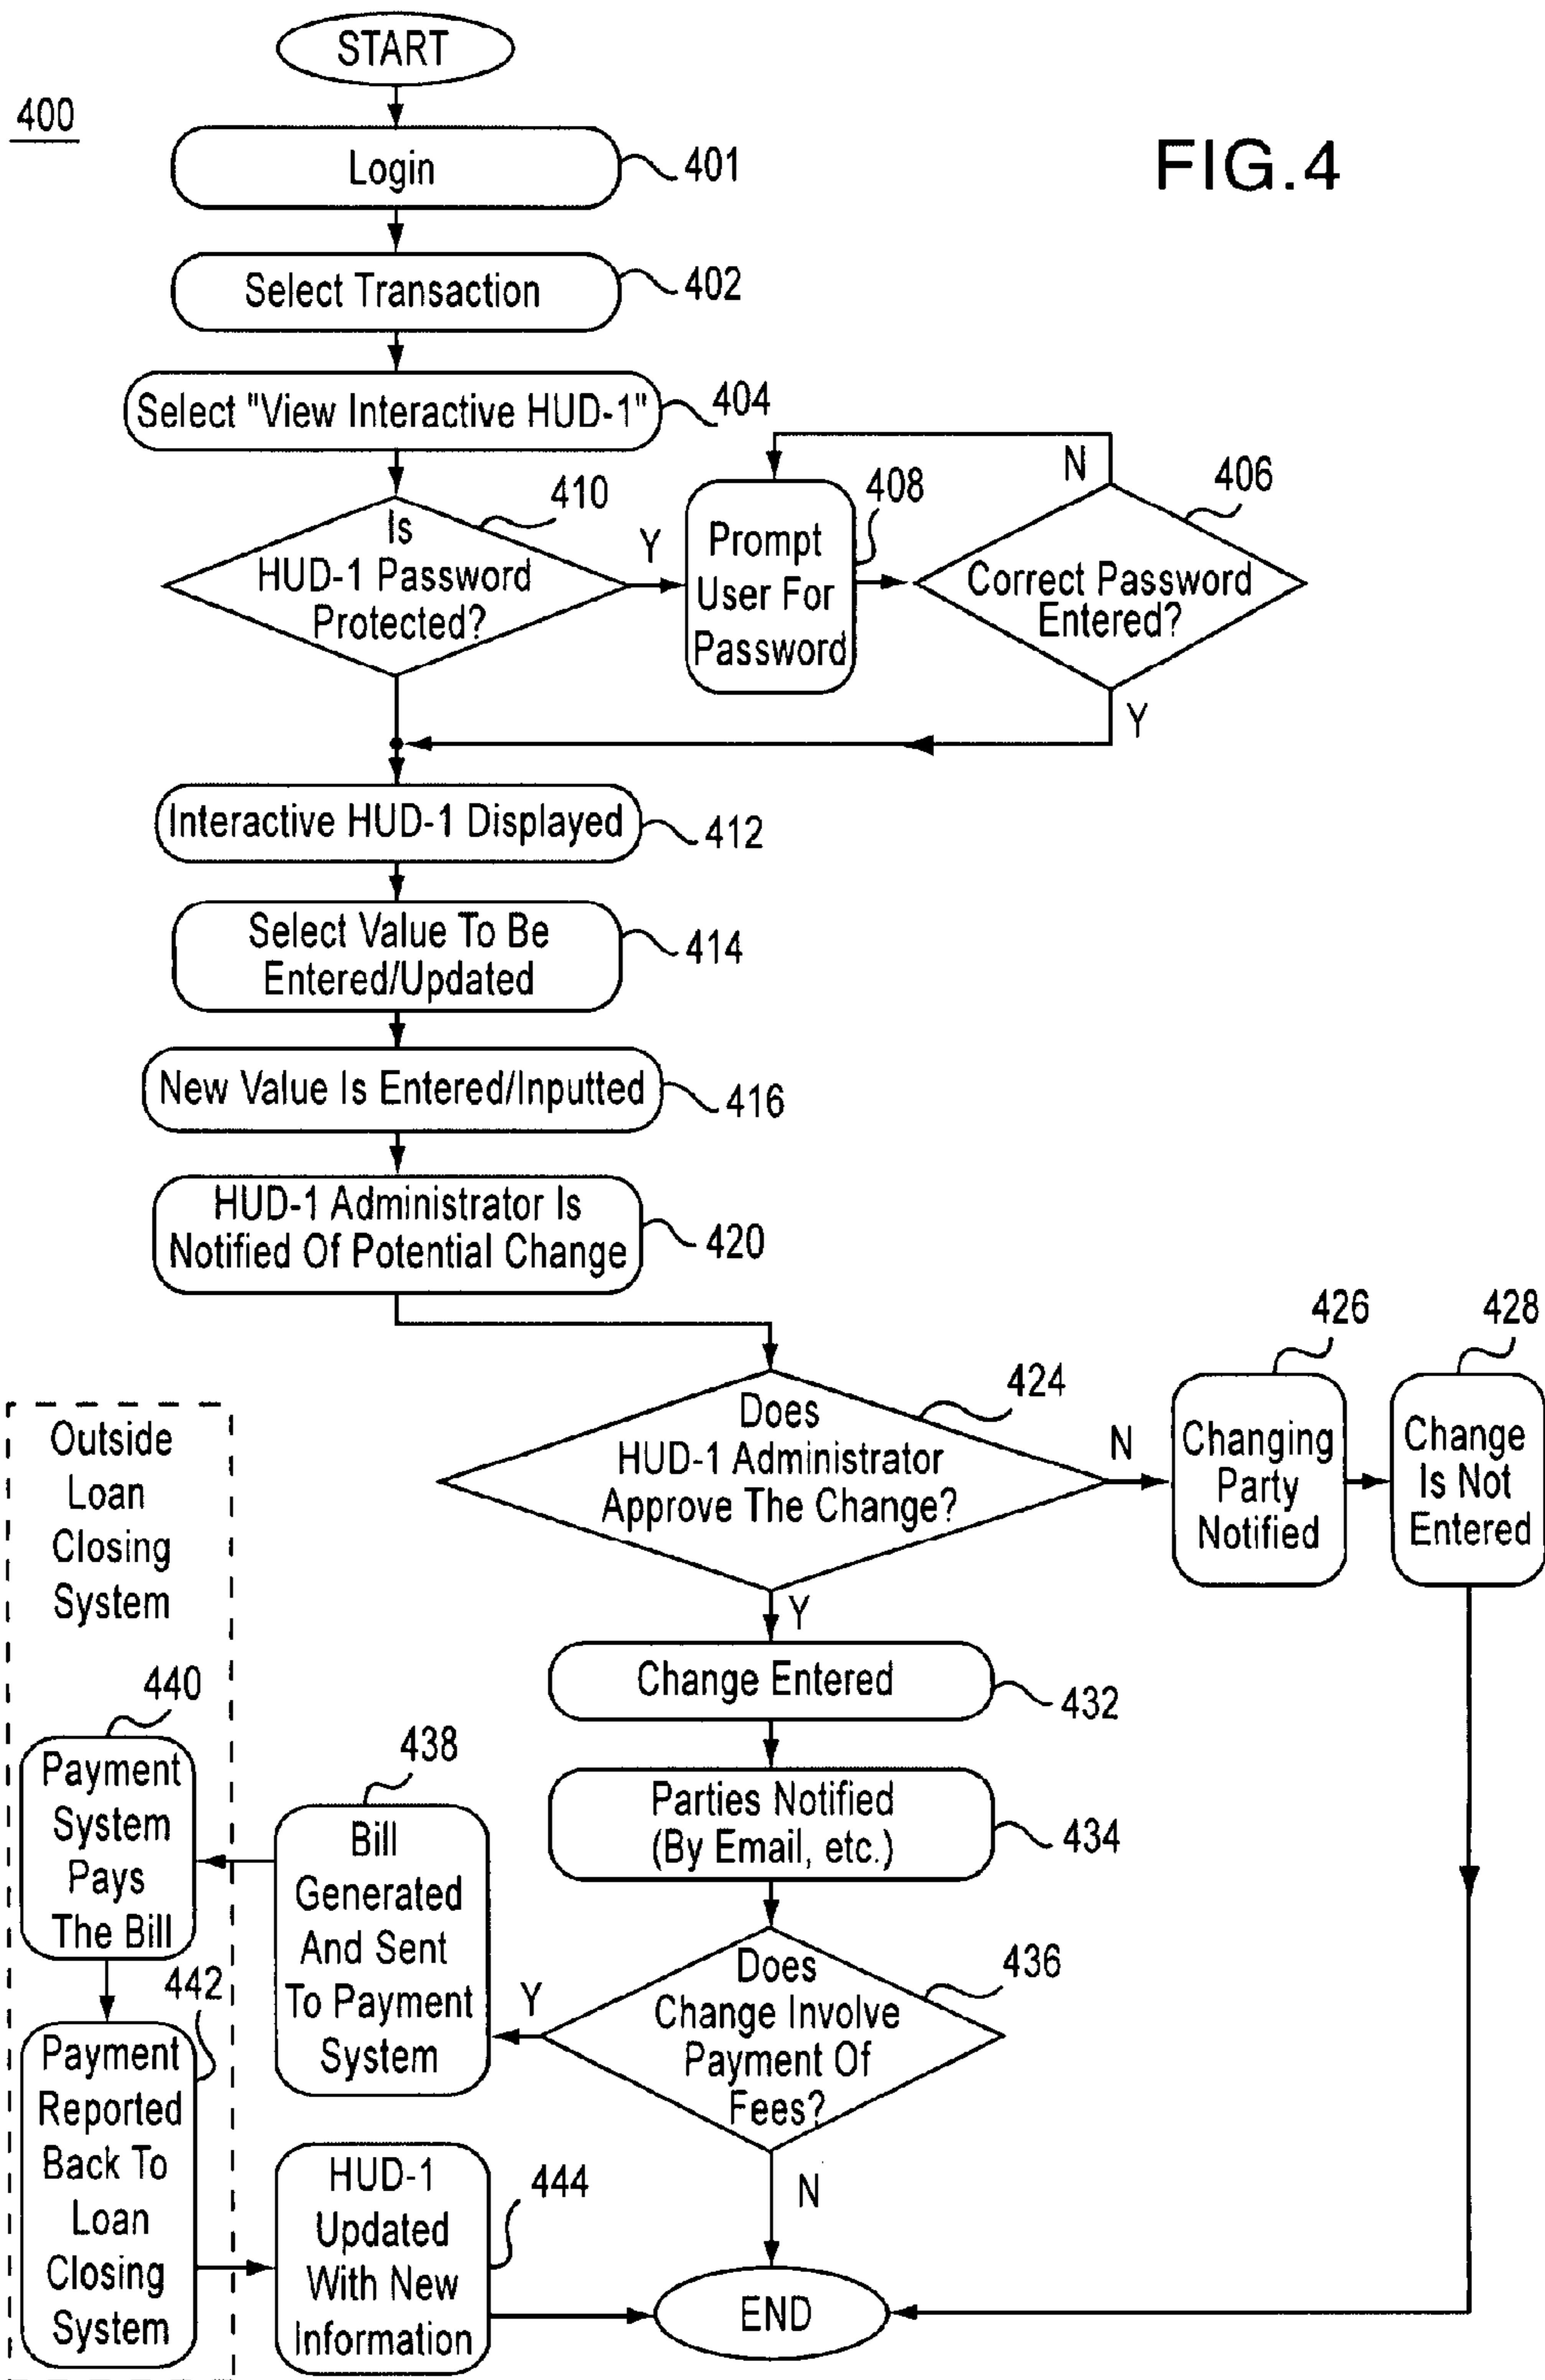 START
400
FIG.4
Login
401
Select Transaction
402
Select "View Interactive HUD-1"
404
Is
HUD-1 Password
Protected?
410
Y
Prompt
User For
Password
408
N
406
Correct Password
Entered?
Y
Interactive HUD-1 Displayed
412
Select Value To Be
Entered/Updated
414
New Value Is Entered/Inputted
416
HUD-1 Administrator Is
Notified Of Potential Change
420
Does
HUD-1 Administrator
Approve The Change?
424
N
426
Changing
Party
Notified
428
Change
Is Not
Entered
Y
Outside
Loan
Closing
System
Change Entered
432
Parties Notified
(By Email, etc.)
434
Does
Change Involve
Payment Of
Fees?
436
Y
438
Bill
Generated
And Sent
To Payment
System
440
Payment
System
Pays
The Bill
442
Payment
Reported
Back To
Loan
Closing
System
HUD-1
Updated
With New
Information
444
N
END